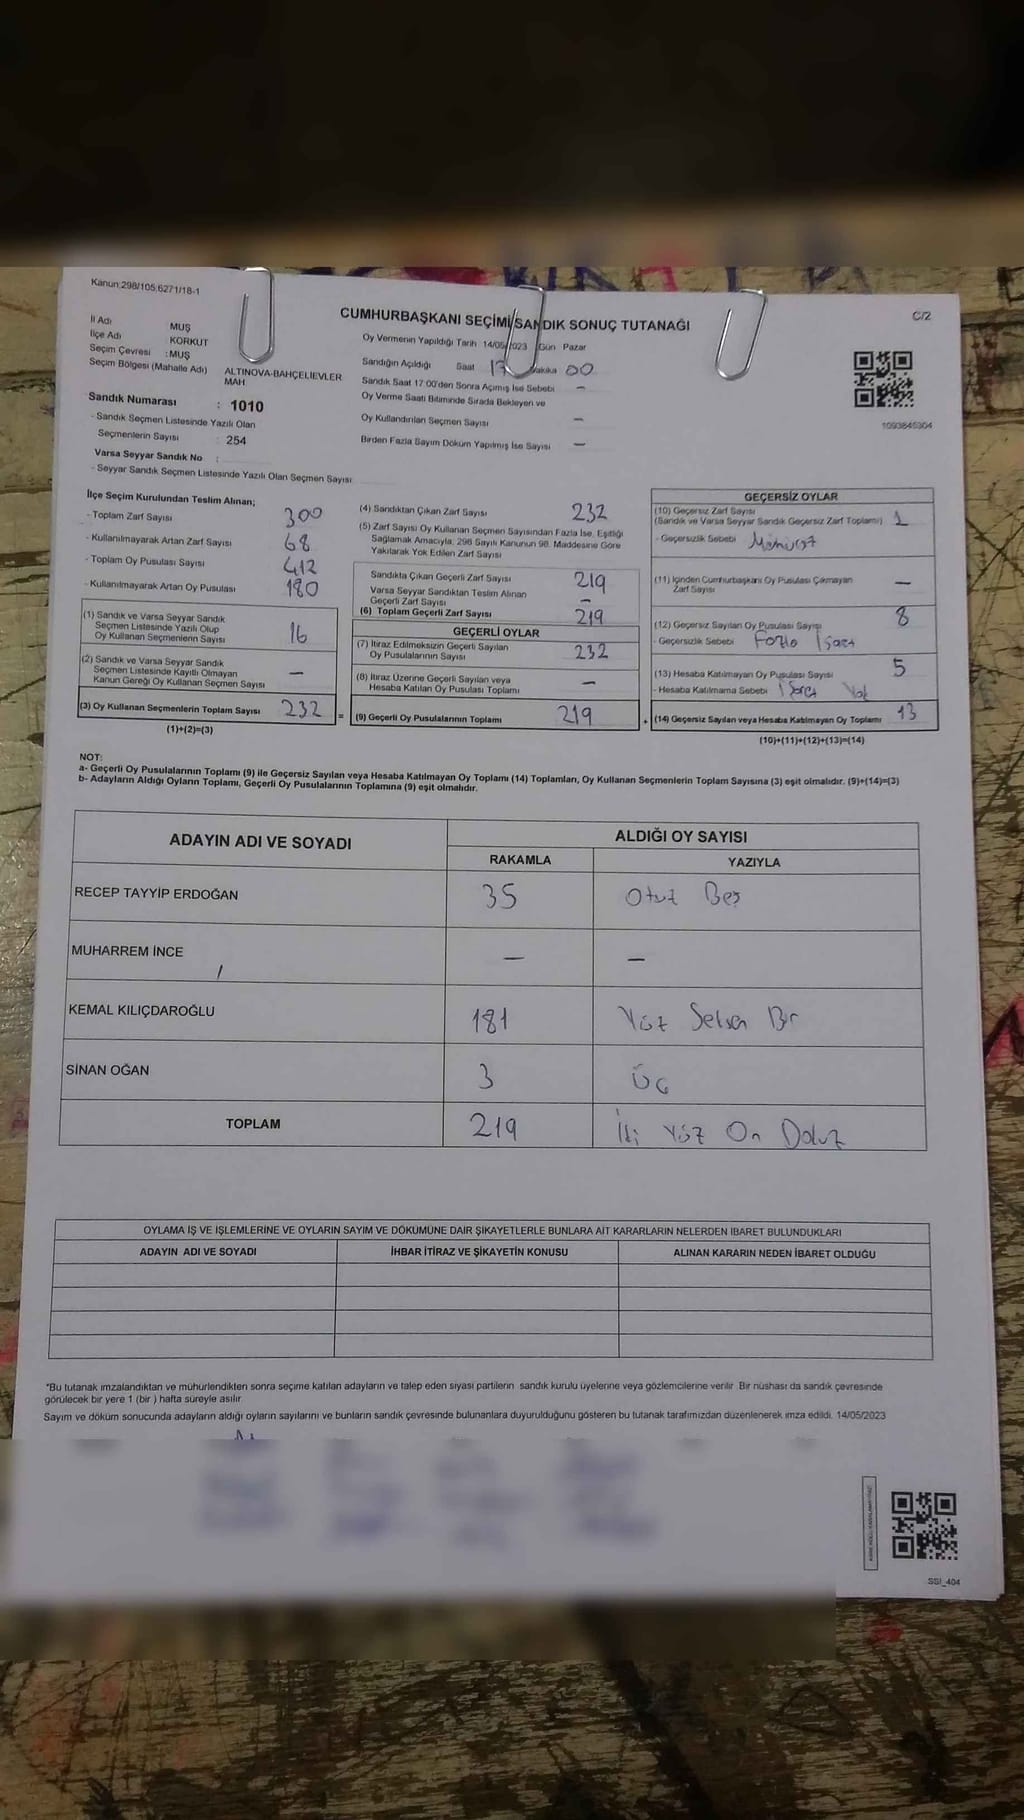 Kanun:298/105;6271/18-1
C/2
CUMHURBAŞKANI SEÇİMİ SANDIK SONUÇ TUTANAĞI
İl Adı MUŞ
İlçe Adı KORKUT
Seçim Çevresi :MUŞ
Seçim Bölgesi (Mahalle Adı) ALTINOVA-BAHÇELİEVLER MAH
Sandık Numarası : 1010
- Sandık Seçmen Listesinde Yazılı Olan
Seçmenlerin Sayısı : 254
Varsa Seyyar Sandık No :
- Seyyar Sandık Seçmen Listesinde Yazılı Olan Seçmen Sayısı
Oy Vermenin Yapıldığı Tarih 14/05/2023 Gün Pazar
Sandığın Açıldığı Saat 17 Dakika 00
Sandık Saat 17:00'den Sonra Açımış İse Sebebi –
Oy Verme Saati Bitiminde Sırada Bekleyen ve
Oy Kullandırılan Seçmen Sayısı –
Birden Fazla Sayım Döküm Yapılmış İse Sayısı –
1093845304
İlçe Seçim Kurulundan Teslim Alınan;
- Toplam Zarf Sayısı 300
- Kullanılmayarak Artan Zarf Sayısı 68
- Toplam Oy Pusulası Sayısı 412
- Kullanılmayarak Artan Oy Pusulası 180
(1) Sandık ve Varsa Seyyar Sandık
Seçmen Listesinde Yazılı Olup
Oy Kullanan Seçmenlerin Sayısı 16
(2) Sandık ve Varsa Seyyar Sandık
Seçmen Listesinde Kayıtlı Olmayan
Kanun Gereği Oy Kullanan Seçmen Sayısı –
(3) Oy Kullanan Seçmenlerin Toplam Sayısı 232
(1)+(2)=(3)
=
(4) Sandıktan Çıkan Zarf Sayısı 232
(5) Zarf Sayısı Oy Kullanan Seçmen Sayısından Fazla İse, Eşitliği
Sağlamak Amacıyla, 298 Sayılı Kanunun 98. Maddesine Göre
Yakılarak Yok Edilen Zarf Sayısı
Sandıkta Çıkan Geçerli Zarf Sayısı 219
Varsa Seyyar Sandıktan Teslim Alınan
Geçerli Zarf Sayısı –
(6) Toplam Geçerli Zarf Sayısı 219
GEÇERLİ OYLAR
(7) İtiraz Edilmeksizin Geçerli Sayılan
Oy Pusulalarının Sayısı 232
(8) İtiraz Üzerine Geçerli Sayılan veya
Hesaba Katılan Oy Pusulası Toplamı –
(9) Geçerli Oy Pusulalarının Toplamı 219
+
GEÇERSİZ OYLAR
(10) Geçersiz Zarf Sayısı
(Sandık ve Varsa Seyyar Sandık Geçersiz Zarf Toplamı) 1
- Geçersizlik Sebebi Mühürsüz
(11) İçinden Cumhurbaşkanı Oy Pusulası Çıkmayan
Zarf Sayısı –
(12) Geçersiz Sayılan Oy Pusulası Sayısı 8
- Geçersizlik Sebebi Fazla İşaret
(13) Hesaba Katılmayan Oy Pusulası Sayısı 5
- Hesaba Katılmama Sebebi İşaret Yok
(14) Geçersiz Sayılan veya Hesaba Katılmayan Oy Toplamı 13
(10)+(11)+(12)+(13)=(14)
NOT:
a- Geçerli Oy Pusulalarının Toplamı (9) ile Geçersiz Sayılan veya Hesaba Katılmayan Oy Toplamı (14) Toplamları, Oy Kullanan Seçmenlerin Toplam Sayısına (3) eşit olmalıdır. (9)+(14)=(3)
b- Adayların Aldığı Oyların Toplamı, Geçerli Oy Pusulalarının Toplamına (9) eşit olmalıdır.
ADAYIN ADI VE SOYADI ALDIĞI OY SAYISI
RAKAMLA YAZIYLA
RECEP TAYYİP ERDOĞAN 35 Otuz Beş
MUHARREM İNCE – –
KEMAL KILIÇDAROĞLU 181 Yüz Seksen Bir
SİNAN OĞAN 3 Üç
TOPLAM 219 İki Yüz On Dokuz
OYLAMA İŞ VE İŞLEMLERİNE VE OYLARIN SAYIM VE DÖKÜMÜNE DAİR ŞİKAYETLERLE BUNLARA AİT KARARLARIN NELERDEN İBARET BULUNDUKLARI
ADAYIN ADI VE SOYADI İHBAR İTİRAZ VE ŞİKAYETİN KONUSU ALINAN KARARIN NEDEN İBARET OLDUĞU
*Bu tutanak imzalandıktan ve mühürlendikten sonra seçime katılan adayların ve talep eden siyasi partilerin sandık kurulu üyelerine veya gözlemcilerine verilir. Bir nüshası da sandık çevresinde
görülecek bir yere 1 (bir ) hafta süreyle asılır.
Sayım ve döküm sonucunda adayların aldığı oyların sayılarını ve bunların sandık çevresinde bulunanlara duyurulduğunu gösteren bu tutanak tarafımızdan düzenlenerek imza edildi. 14/05/2023
SSI_404